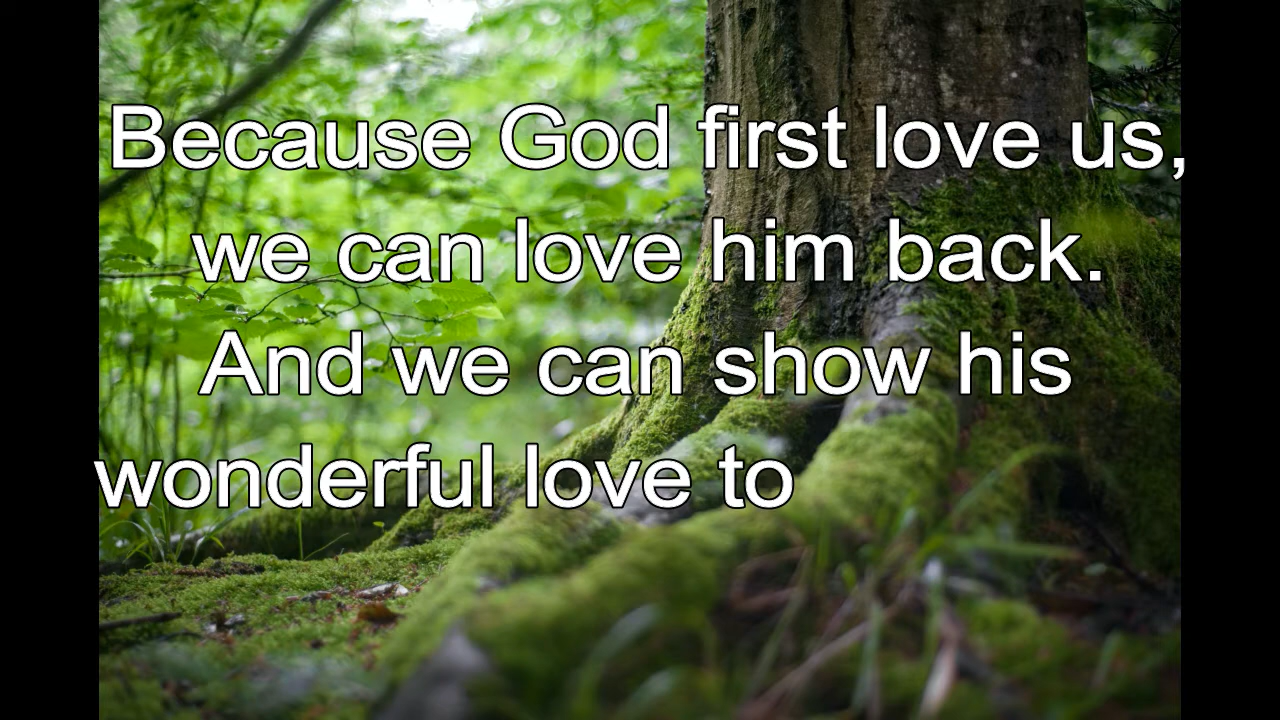 Because God first love us,
we can love him back.
And we can show his
wonderful love to